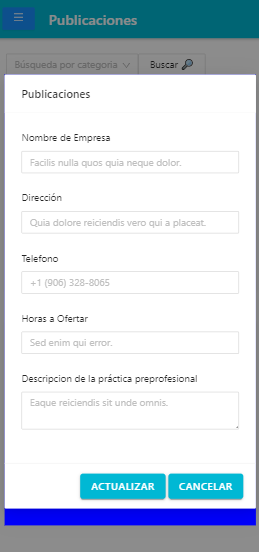 ☰ Publicaciones
Búsqueda por categoria Buscar 🔎
Publicaciones
Nombre de Empresa
Facilis nulla quos quia neque dolor.
Dirección
Quia dolore reiciendis vero qui a placeat.
Telefono
+1 (906) 328-8065
Horas a Ofertar
Sed enim qui error.
Descripcion de la práctica preprofesional
Eaque reiciendis sit unde omnis.
ACTUALIZAR CANCELAR